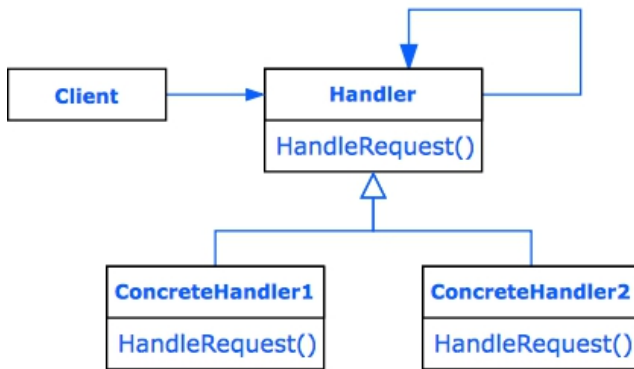 Client
Handler
HandleRequest()
ConcreteHandler1
HandleRequest()
ConcreteHandler2
HandleRequest()